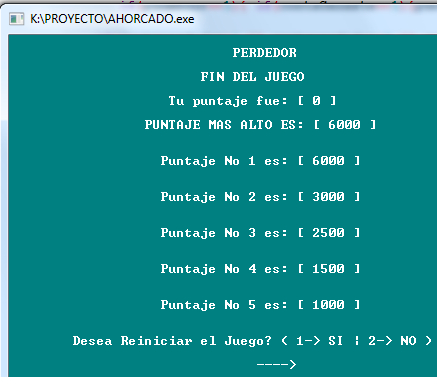 K:\PROYECTO\AHORCADO.exe
PERDEDOR
FIN DEL JUEGO
Tu puntaje fue: [ 0 ]
PUNTAJE MAS ALTO ES: [ 6000 ]
Puntaje No 1 es: [ 6000 ]
Puntaje No 2 es: [ 3000 ]
Puntaje No 3 es: [ 2500 ]
Puntaje No 4 es: [ 1500 ]
Puntaje No 5 es: [ 1000 ]
Desea Reiniciar el Juego? ( 1-> SI ¦ 2-> NO )
---->